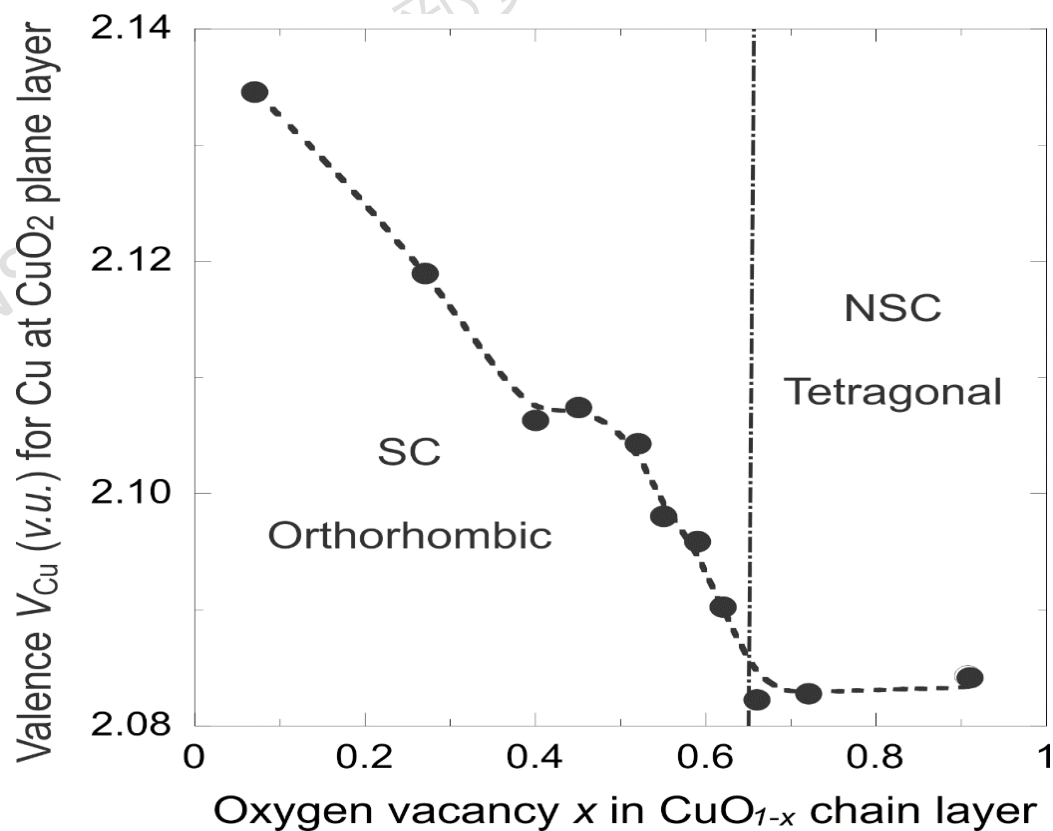 Valence VCu (v.u.) for Cu at CuO2 plane layer
2.14
2.12
2.10
2.08
NSC
Tetragonal
SC
Orthorhombic
0 0.2 0.4 0.6 0.8 1
Oxygen vacancy x in CuO1-x chain layer